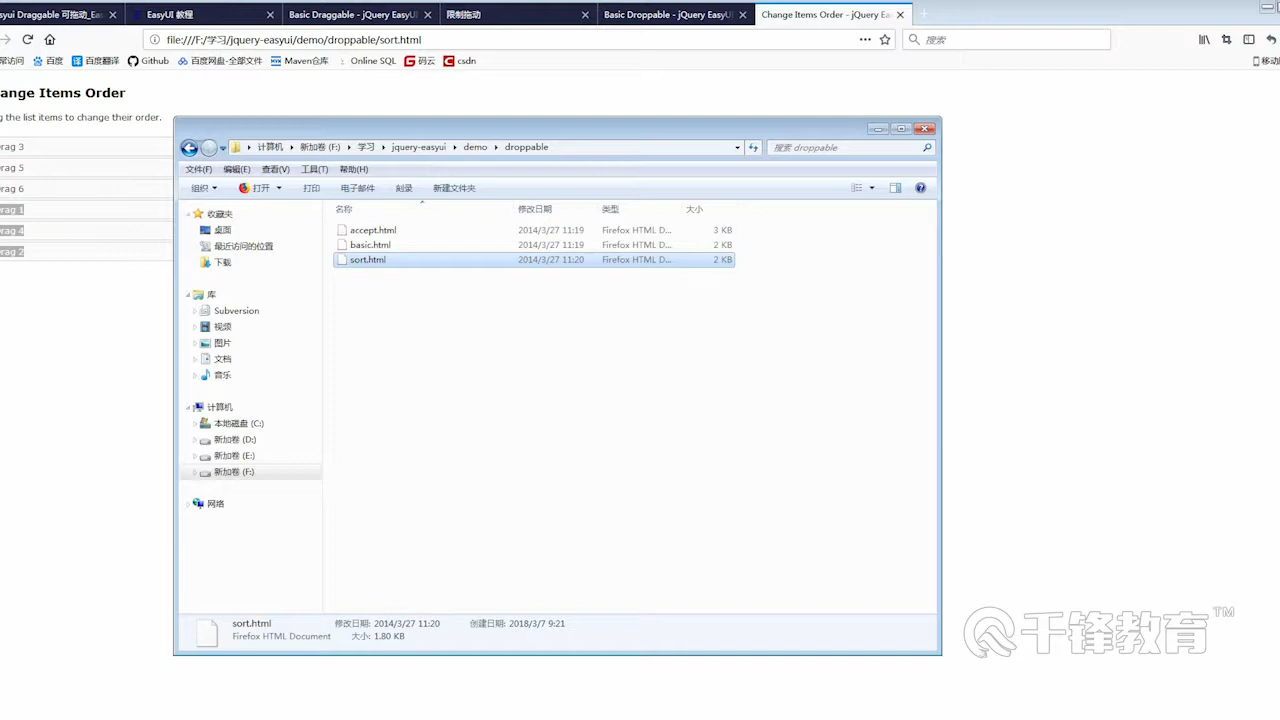 syui Draggable 可拖动_Eas
EasyUI 教程
Basic Draggable - jQuery EasyUI
限制拖动
Basic Droppable - jQuery EasyUI
Change Items Order - jQuery Ea
file:///F:/学习/jquery-easyui/demo/droppable/sort.html
搜索
常访问
百度
百度翻译
Github
百度网盘-全部文件
Maven仓库
Online SQL
码云
csdn
移动
ange Items Order
g the list items to change their order.
rag 3
rag 5
rag 6
rag 1
rag 4
rag 2
计算机
新加卷 (F:)
学习
jquery-easyui
demo
droppable
搜索 droppable
文件(F)
编辑(E)
查看(V)
工具(T)
帮助(H)
组织
打开
打印
电子邮件
刻录
新建文件夹
收藏夹
桌面
最近访问的位置
下载
库
Subversion
视频
图片
文档
音乐
计算机
本地磁盘 (C:)
新加卷 (D:)
新加卷 (E:)
新加卷 (F:)
网络
名称
修改日期
类型
大小
accept.html
2014/3/27 11:19
Firefox HTML D...
3 KB
basic.html
2014/3/27 11:19
Firefox HTML D...
2 KB
sort.html
2014/3/27 11:20
Firefox HTML D...
2 KB
sort.html
修改日期: 2014/3/27 11:20
创建日期: 2018/3/7 9:21
Firefox HTML Document
大小: 1.80 KB
千锋教育™